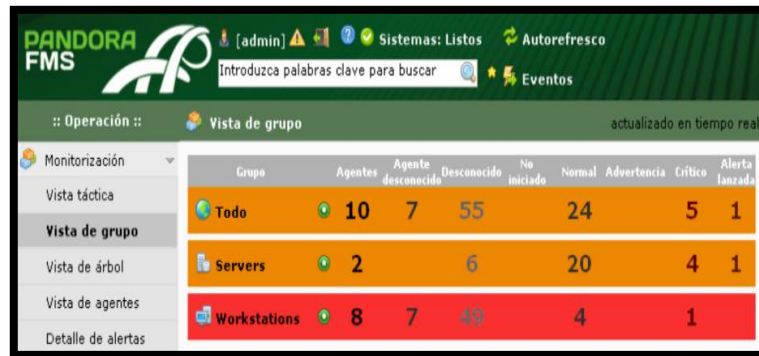 PANDORA
FMS
[admin] Sistemas: Listos Autorefresco
Introduzca palabras clave para buscar Eventos
:: Operación :: Vista de grupo actualizado en tiempo real
Monitorización
Vista táctica
Vista de grupo
Vista de árbol
Vista de agentes
Detalle de alertas
Grupo Agentes Agente desconocido Desconocido No iniciado Normal Advertencia Crítico Alerta lanzada
Todo 10 7 55 24 5 1
Servers 2 6 20 4 1
Workstations 8 7 49 4 1